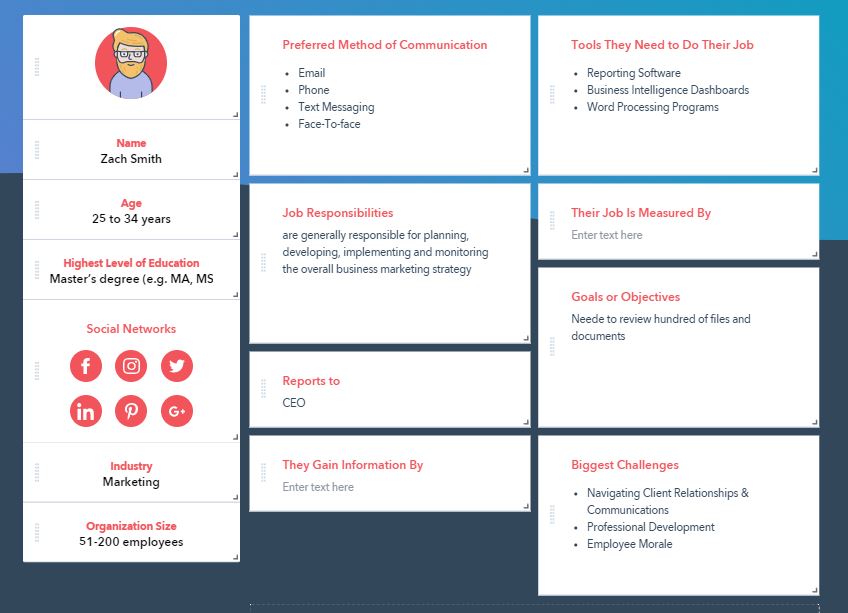 Name
Zach Smith
Age
25 to 34 years
Highest Level of Education
Master's degree (e.g. MA, MS
Social Networks
f
in
G+
Industry
Marketing
Organization Size
51-200 employees
Preferred Method of Communication
• Email
• Phone
• Text Messaging
• Face-To-face
Job Responsibilities
are generally responsible for planning,
developing, implementing and monitoring
the overall business marketing strategy
Reports to
CEO
They Gain Information By
Enter text here
Tools They Need to Do Their Job
• Reporting Software
• Business Intelligence Dashboards
• Word Processing Programs
Their Job Is Measured By
Enter text here
Goals or Objectives
Neede to review hundred of files and
documents
Biggest Challenges
• Navigating Client Relationships &
Communications
• Professional Development
• Employee Morale